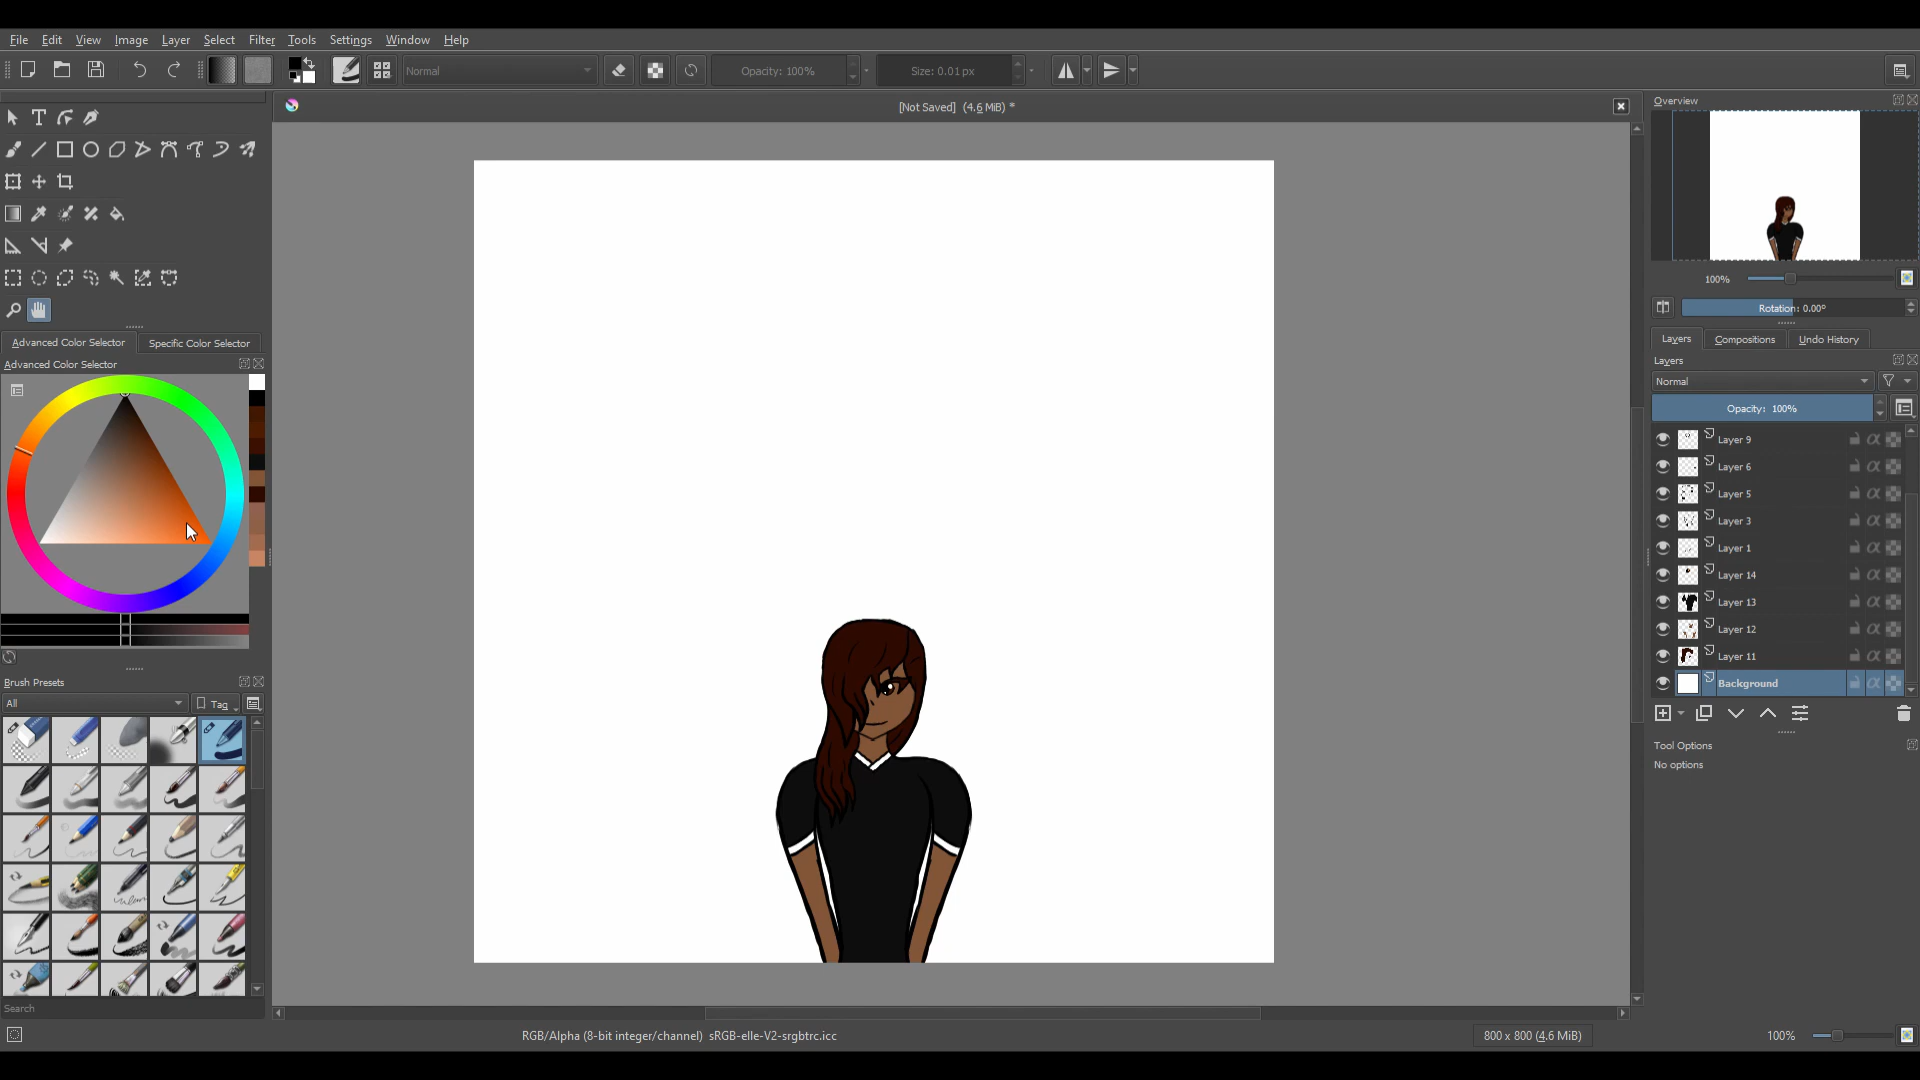 File Edit View Image Layer Select Filter Tools Settings Window Help
Normal Opacity: 100% Size: 0.01 px
[Not Saved] (4.6 MiB) *
Overview
100%
Rotation: 0.00°
Advanced Color Selector Specific Color Selector
Advanced Color Selector
Layers Compositions Undo History
Layers
Normal
Opacity: 100%
Layer 9
Layer 6
Layer 5
Layer 3
Layer 1
Layer 14
Layer 13
Layer 12
Layer 11
Background
Brush Presets
All Tag
Tool Options
No options
Search
RGB/Alpha (8-bit integer/channel) sRGB-elle-V2-srgbtrc.icc
800 x 800 (4.6 MiB)
100%